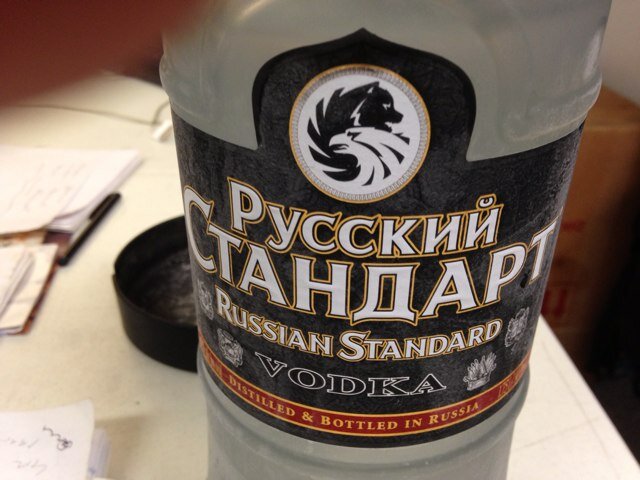 Русский
Стандарт
Russian Standard
VODKA
Distilled & Bottled in Russia